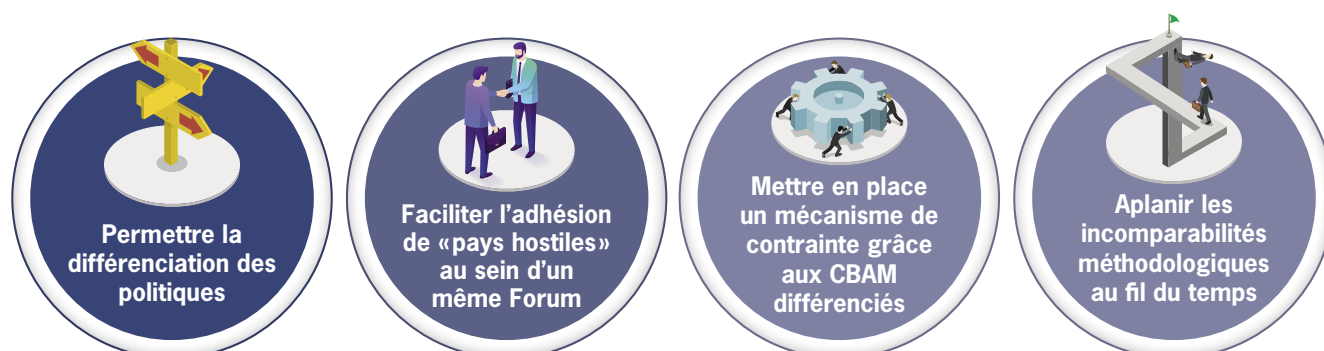 Permettre la
différenciation des
politiques
Faciliter l’adhésion
de «pays hostiles»
au sein d’un
même Forum
Mettre en place
un mécanisme de
contrainte grâce
aux CBAM
différenciés
Aplanir les
incomparabilités
méthodologiques
au fil du temps